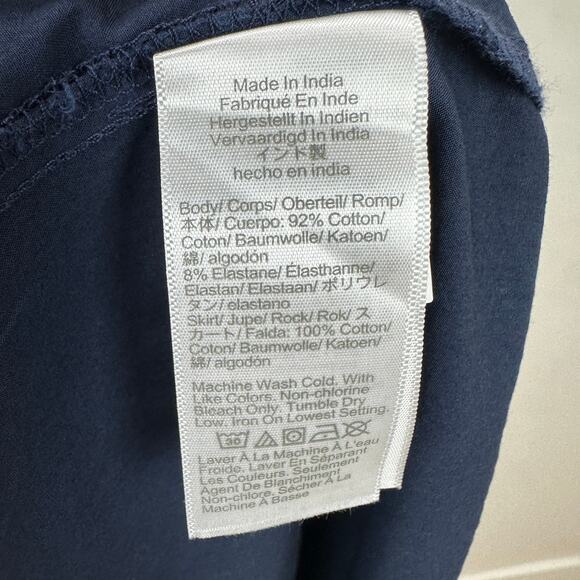 Made In India
Fabriqué En Inde
Hergestellt In Indien
Vervaardigd In India
インド製
hecho en india
Body/ Corps/ Oberteil/ Romp/
本体/ Cuerpo: 92% Cotton/
Coton/ Baumwolle/ Katoen/
綿/ algodón
8% Elastane/ Élasthanne/
Elastan/ Elastaan/ ポリウレ
タン/ elastano
Skirt/ Jupe/ Rock/ Rok/ ス
カート/ Falda: 100% Cotton/
Coton/ Baumwolle/ Katoen/
綿/ algodón
Machine Wash Cold. With
Like Colors. Non-chlorine
Bleach Only. Tumble Dry
Low. Iron On Lowest Setting.
30
Laver À La Machine À L'eau
Froide. Laver En Séparant
Les Couleurs. Seulement
Agent De Blanchiment
Non-chlore. Sécher À La
Machine À Basse